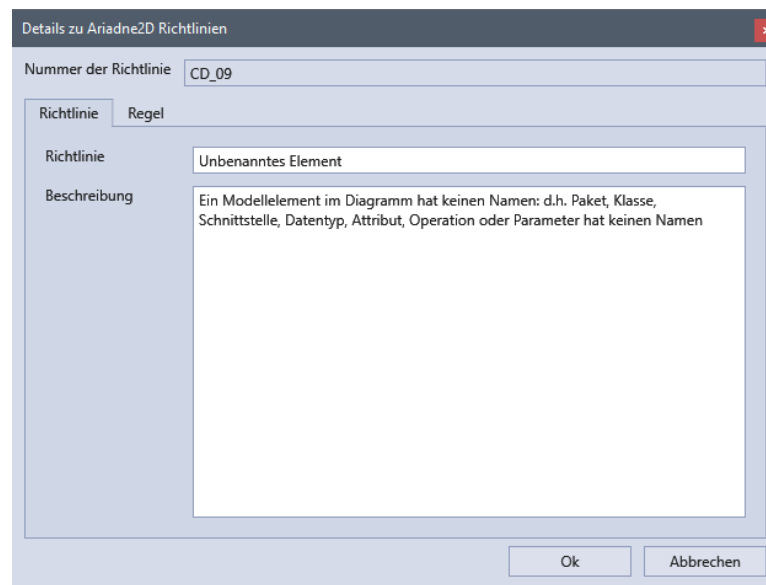 Details zu Ariadne2D Richtlinien
Nummer der Richtlinie CD_09
Richtlinie Regel
Richtlinie Unbenanntes Element
Beschreibung Ein Modellelement im Diagramm hat keinen Namen: d.h. Paket, Klasse,
Schnittstelle, Datentyp, Attribut, Operation oder Parameter hat keinen Namen
Ok Abbrechen